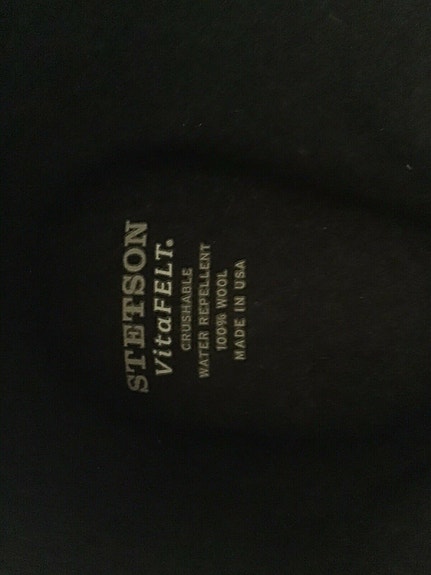 STETSON
VitaFELT.
CRUSHABLE
WATER REPELLENT
100% WOOL
MADE IN USA